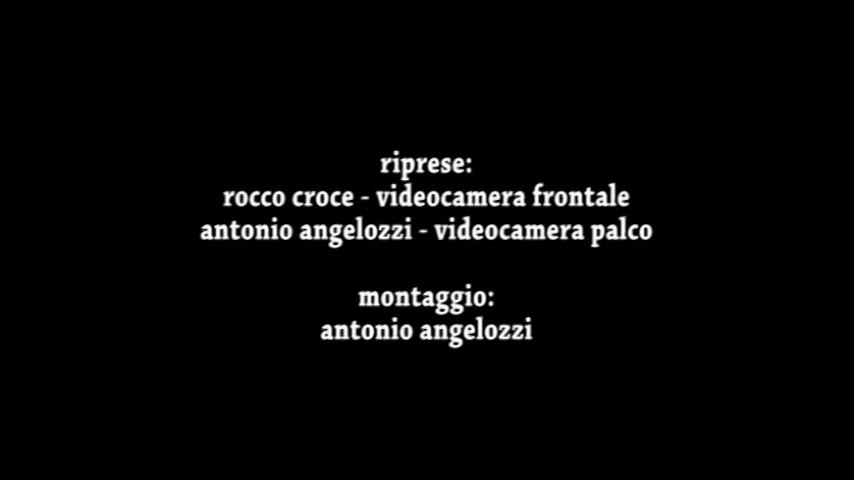 riprese:
rocco croce - videocamera frontale
antonio angelozzi - videocamera palco
montaggio:
antonio angelozzi